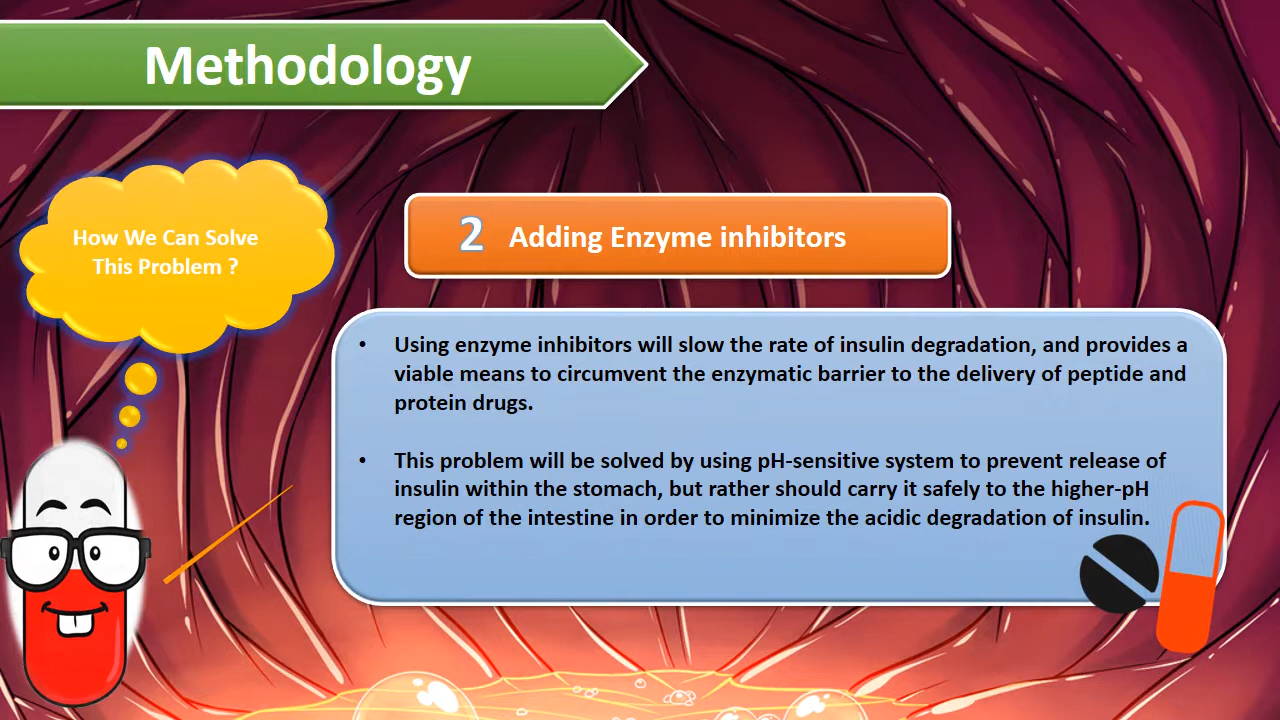 Methodology
How We Can Solve
This Problem ?
2 Adding Enzyme inhibitors
• Using enzyme inhibitors will slow the rate of insulin degradation, and provides a
viable means to circumvent the enzymatic barrier to the delivery of peptide and
protein drugs.
• This problem will be solved by using pH-sensitive system to prevent release of
insulin within the stomach, but rather should carry it safely to the higher-pH
region of the intestine in order to minimize the acidic degradation of insulin.